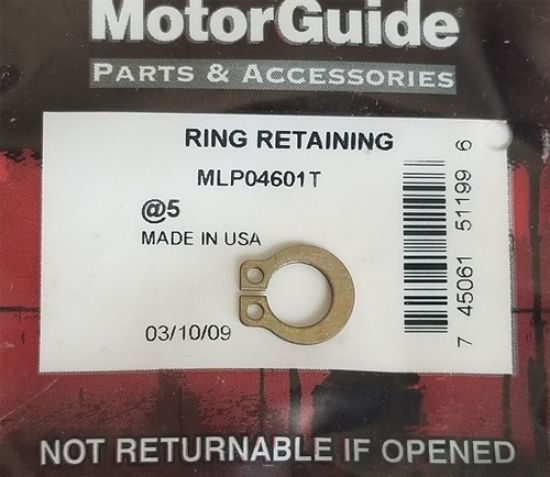 MotorGuide®
PARTS & ACCESSORIES
RING RETAINING
MLP04601T
@5
MADE IN USA
03/10/09
7 45061 51199 6
NOT RETURNABLE IF OPENED